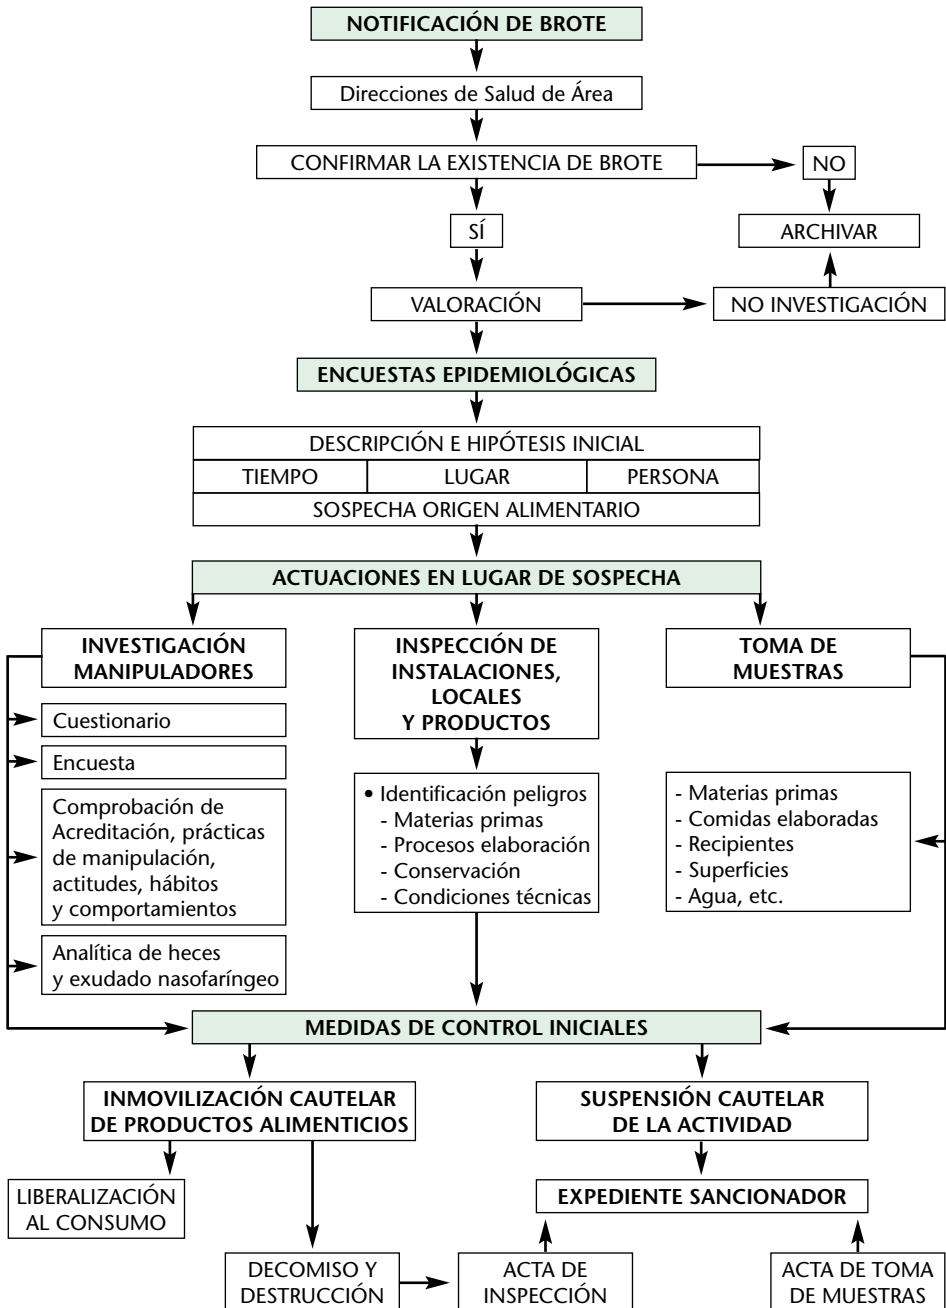 NOTIFICACIÓN DE BROTE
Direcciones de Salud de Área
CONFIRMAR LA EXISTENCIA DE BROTE
NO
SÍ
ARCHIVAR
VALORACIÓN
NO INVESTIGACIÓN
ENCUESTAS EPIDEMIOLÓGICAS
DESCRIPCIÓN E HIPÓTESIS INICIAL
TIEMPO
LUGAR
PERSONA
SOSPECHA ORIGEN ALIMENTARIO
ACTUACIONES EN LUGAR DE SOSPECHA
INVESTIGACIÓN
MANIPULADORES
Cuestionario
Encuesta
Comprobación de
Acreditación, prácticas
de manipulación,
actitudes, hábitos
y comportamientos
Analítica de heces
y exudado nasofaríngeo
INSPECCIÓN DE
INSTALACIONES,
LOCALES
Y PRODUCTOS
• Identificación peligros
- Materias primas
- Procesos elaboración
- Conservación
- Condiciones técnicas
TOMA DE
MUESTRAS
- Materias primas
- Comidas elaboradas
- Recipientes
- Superficies
- Agua, etc.
MEDIDAS DE CONTROL INICIALES
INMOVILIZACIÓN CAUTELAR
DE PRODUCTOS ALIMENTICIOS
SUSPENSIÓN CAUTELAR
DE LA ACTIVIDAD
LIBERALIZACIÓN
AL CONSUMO
EXPEDIENTE SANCIONADOR
DECOMISO Y
DESTRUCCIÓN
ACTA DE
INSPECCIÓN
ACTA DE TOMA
DE MUESTRAS